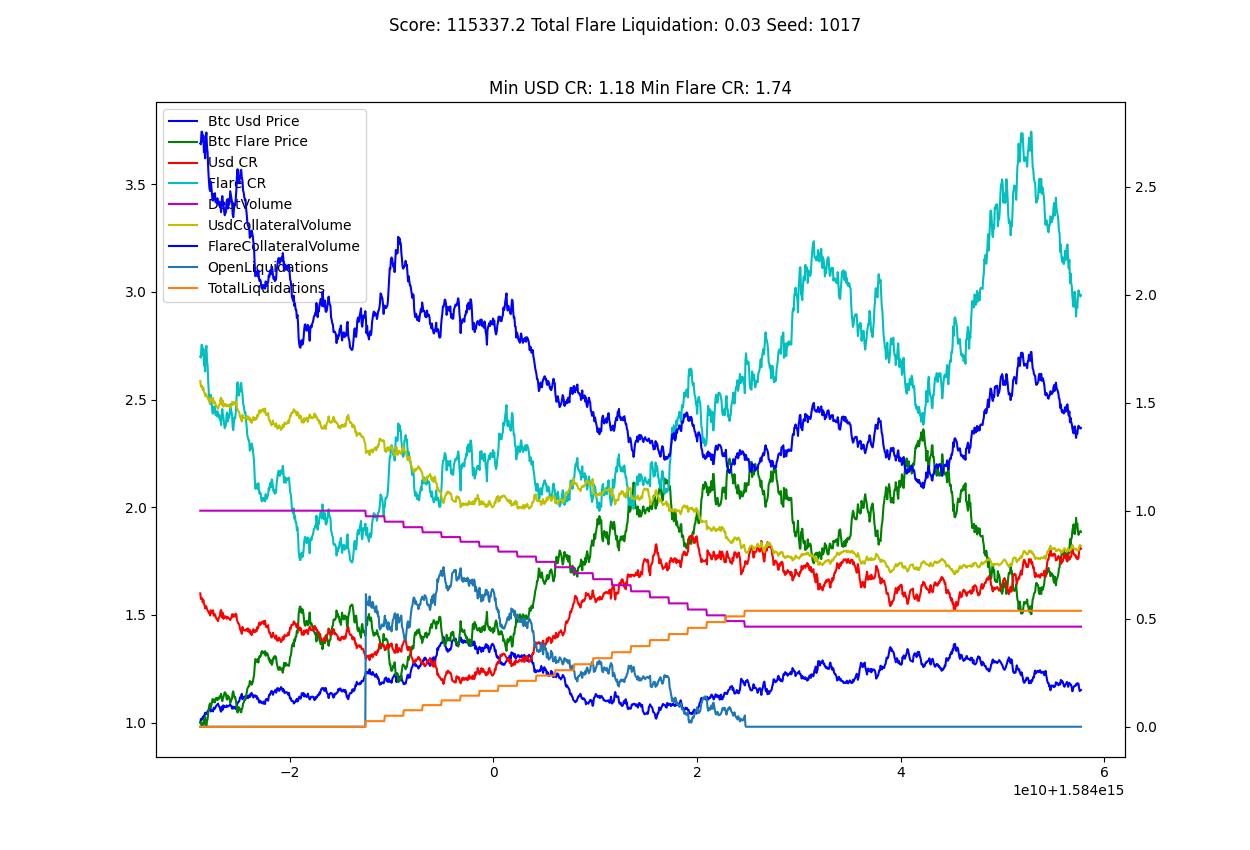 Score: 115337.2 Total Flare Liquidation: 0.03 Seed: 1017
Min USD CR: 1.18 Min Flare CR: 1.74
Btc Usd Price
Btc Flare Price
Usd CR
Flare CR
DebtVolume
UsdCollateralVolume
FlareCollateralVolume
OpenLiquidations
TotalLiquidations
3.5
3.0
2.5
2.0
1.5
1.0
2.5
2.0
1.5
1.0
0.5
0.0
−2 0 2 4 6
1e10+1.584e15